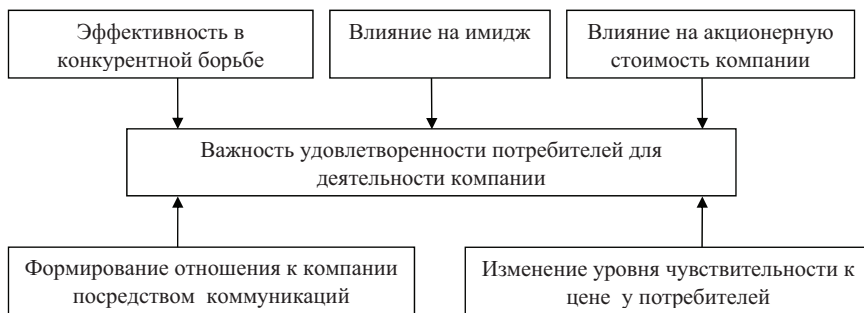 Эффективность в
конкурентной борьбе
Влияние на имидж
Влияние на акционерную
стоимость компании
Важность удовлетворенности потребителей для
деятельности компании
Формирование отношения к компании
посредством коммуникаций
Изменение уровня чувствительности к
цене у потребителей